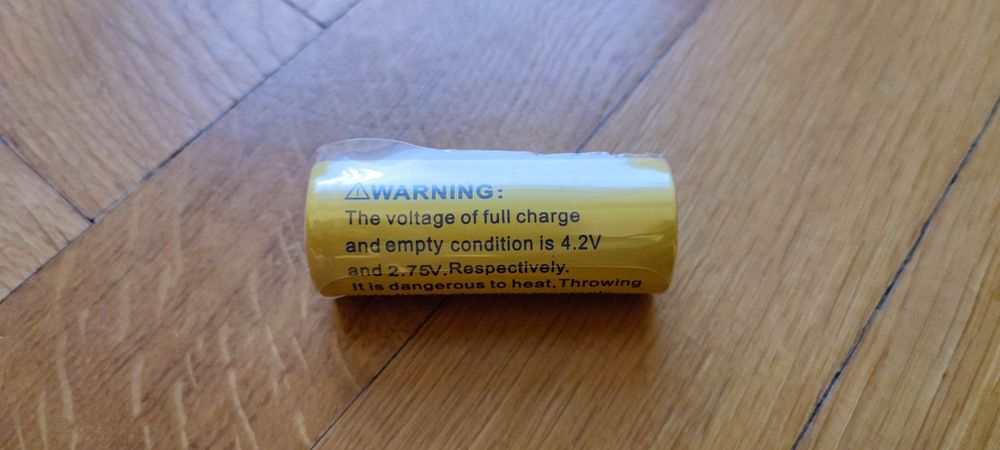 ⚠WARNING:
The voltage of full charge
and empty condition is 4.2V
and 2.75V.Respectively.
It is dangerous to heat,Throwing